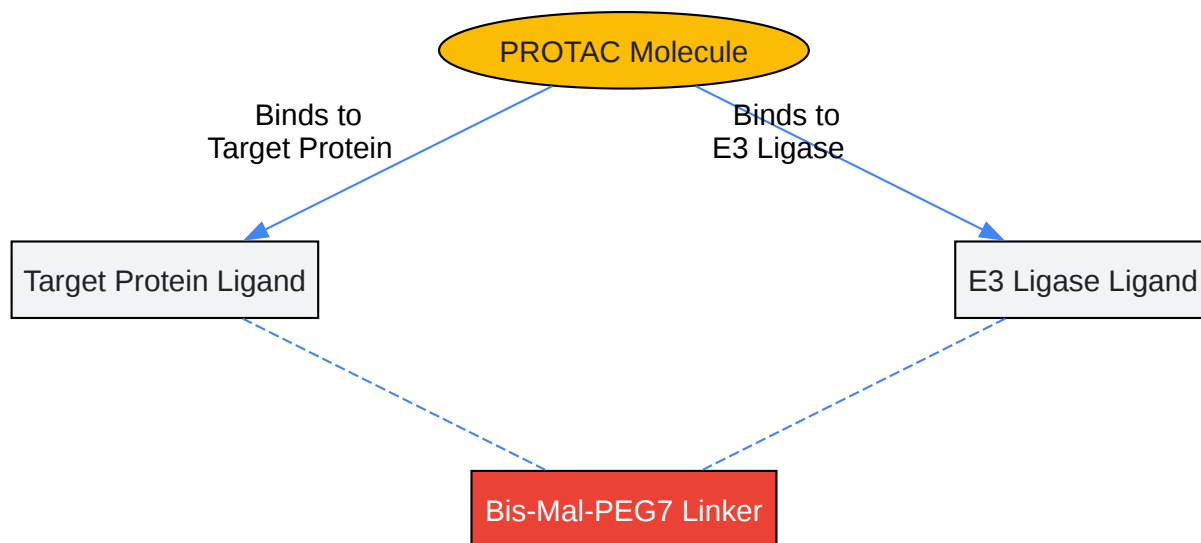 PROTAC Molecule
Binds to
Target Protein
Binds to
E3 Ligase
Target Protein Ligand
E3 Ligase Ligand
Bis-Mal-PEG7 Linker